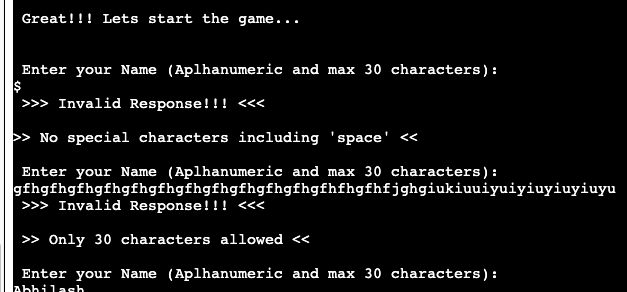 Great!!! Lets start the game...
Enter your Name (Aplhanumeric and max 30 characters):
$
>>> Invalid Response!!! <<<
>> No special characters including 'space' <<
Enter your Name (Aplhanumeric and max 30 characters):
gfhgfhgfhgfhgfhgfhgfhgfhgfhgfhgfhgfhfhgfhfjghgiukiuuiyuiyiuyiuyiuyu
>>> Invalid Response!!! <<<
>> Only 30 characters allowed <<
Enter your Name (Aplhanumeric and max 30 characters):
Abhilash